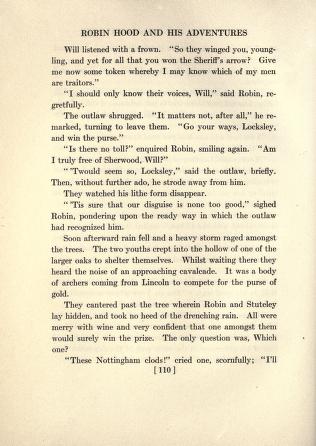 ROBIN HOOD AND HIS ADVENTURES
Will listened with a frown. "So they winged you, young-
ling, and yet for all that you won the Sheriff's arrow? Give
me now some token whereby I may know which of my men
are traitors."
"I should only know their voices, Will," said Robin, re-
gretfully.
The outlaw shrugged. "It matters not, after all," he re-
marked, turning to leave them. "Go your ways, Locksley,
and win the purse."
"Is there no toll?" enquired Robin, smiling again. "Am
I truly free of Sherwood, Will?"
"'Twould seem so, Locksley," said the outlaw, briefly.
Then, without further ado, he strode away from him.
They watched his lithe form disappear.
"'Tis sure that our disguise is none too good," sighed
Robin, pondering upon the ready way in which the outlaw
had recognized him.
Soon afterward rain fell and a heavy storm raged amongst
the trees. The two youths crept into the hollow of one of the
larger oaks to shelter themselves. Whilst waiting there they
heard the noise of an approaching cavalcade. It was a body
of archers coming from Lincoln to compete for the purse of
gold.
They cantered past the tree wherein Robin and Stuteley
lay hidden, and took no heed of the drenching rain. All were
merry with wine and very confident that one amongst them
would surely win the prize. The only question was, Which
one?
"These Nottingham clods!" cried one, scornfully; "I'll
[ 110 ]